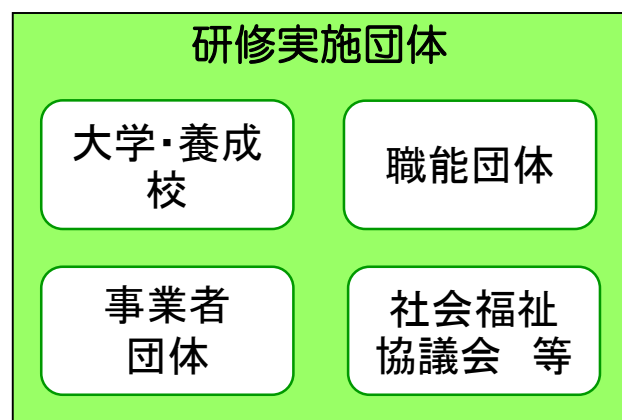 研修実施団体
大学・養成
校
職能団体
事業者
団体
社会福祉
協議会　等